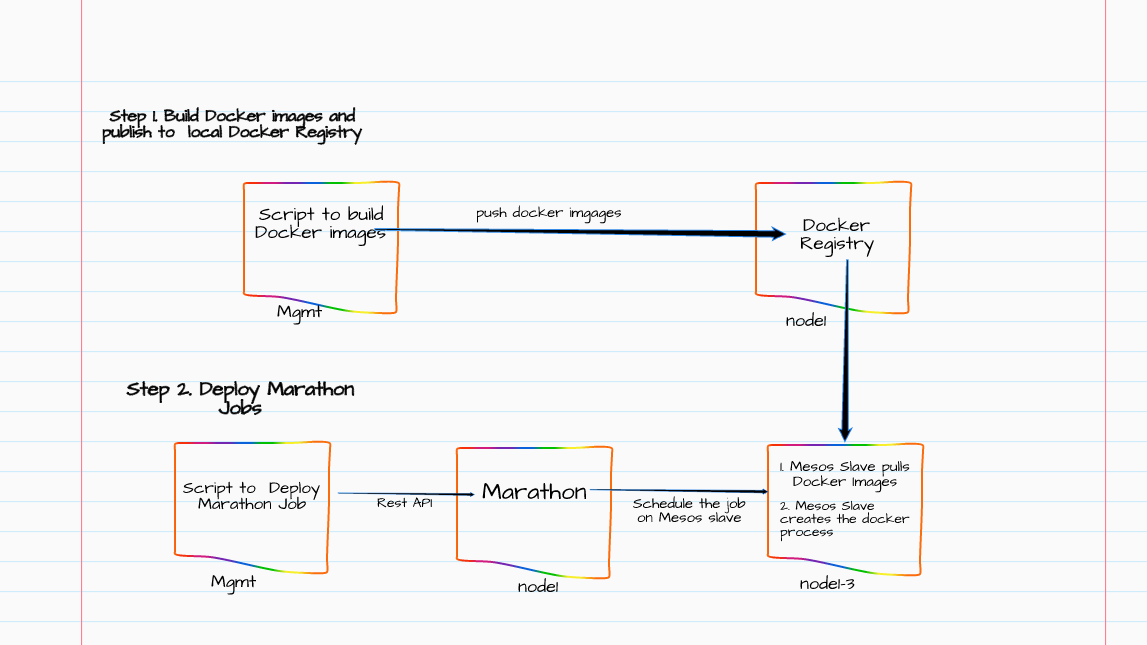 Step 1. Build Docker images and
publish to local Docker Registry
Script to build
Docker images
push docker imgages
Docker
Registry
Mgmt
node1
Step 2. Deploy Marathon
Jobs
Script to Deploy
Marathon Job
Rest API
Marathon
Schedule the job
on Mesos slave
1. Mesos Slave pulls
Docker Images
2. Mesos Slave
creates the docker
process
Mgmt
node1
node1-3